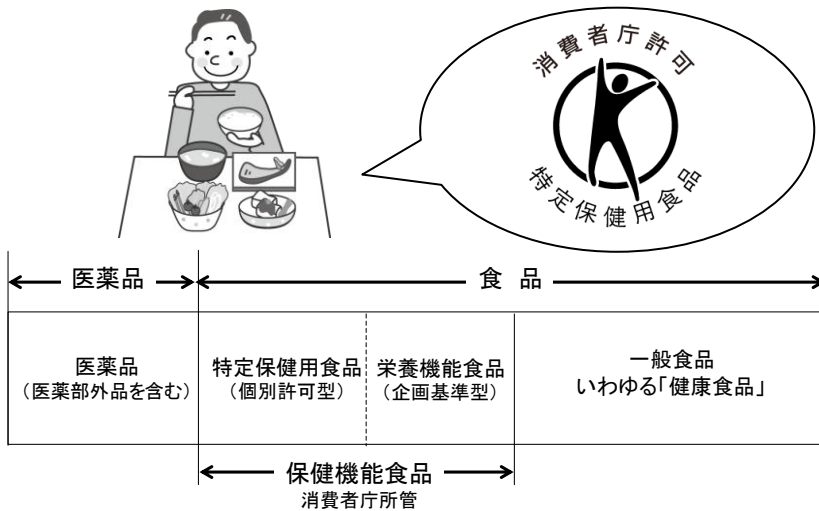 消費者庁許可
特定保健用食品
医薬品
食 品
医薬品
（医薬部外品を含む）
特定保健用食品
（個別許可型）
栄養機能食品
（企画基準型）
一般食品
いわゆる「健康食品」
保健機能食品
消費者庁所管